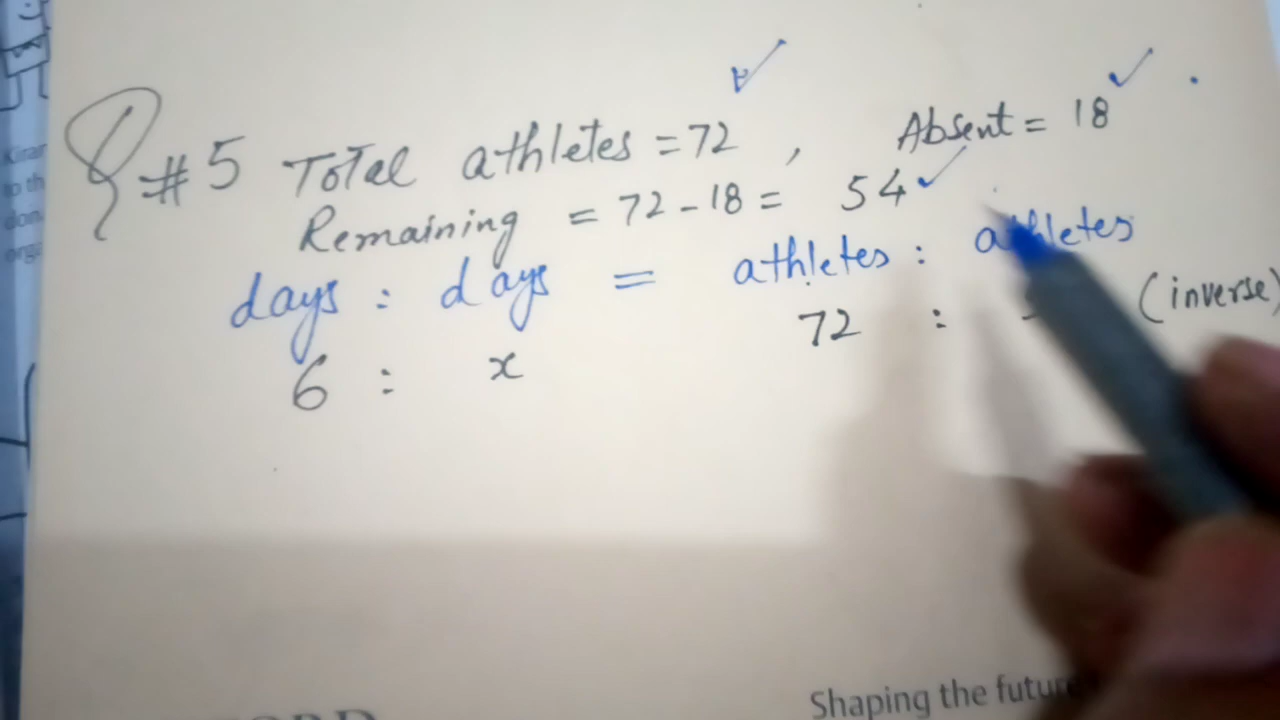 Q#5 Total athletes = 72 , Absent = 18
Remaining = 72 - 18 = 54
days : days = athletes : athletes
6 : x 72 : (inverse)
Shaping the future